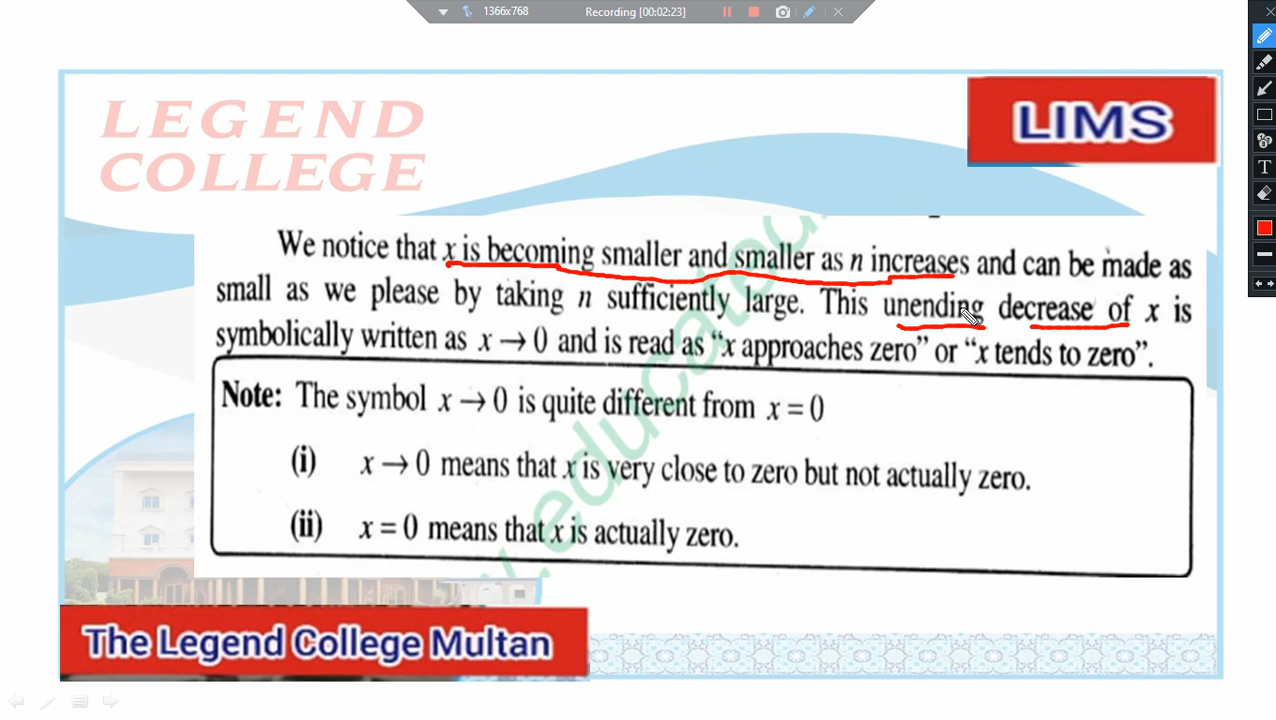 1366x768
Recording [00:02:23]
LEGEND
COLLEGE
LIMS
We notice that x is becoming smaller and smaller as n increases and can be made as
small as we please by taking n sufficiently large. This unending decrease of x is
symbolically written as x → 0 and is read as “x approaches zero” or “x tends to zero”.
Note: The symbol x → 0 is quite different from x = 0
(i) x → 0 means that x is very close to zero but not actually zero.
(ii) x = 0 means that x is actually zero.
The Legend College Multan